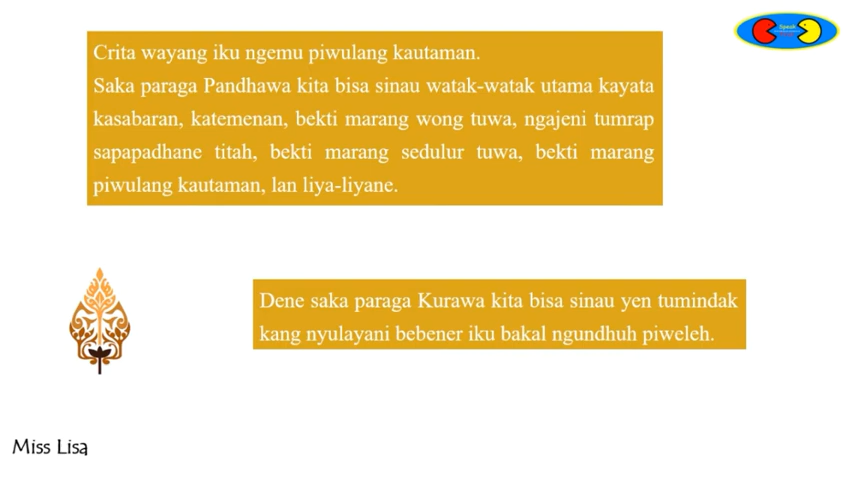 Crita wayang iku ngemu piwulang kautaman.
Saka paraga Pandhawa kita bisa sinau watak-watak utama kayata
kasabaran, katemenan, bekti marang wong tuwa, ngajeni tumrap
sapapadhane titah, bekti marang sedulur tuwa, bekti marang
piwulang kautaman, lan liya-liyane.
Dene saka paraga Kurawa kita bisa sinau yen tumindak
kang nyulayani bebener iku bakal ngundhuh piweleh.
Miss Lisa